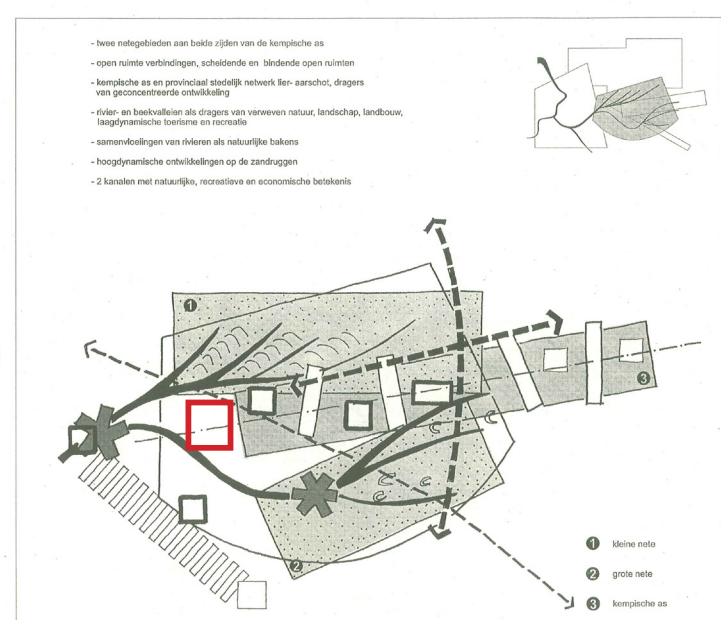 - twee netegebieden aan beide zijden van de kempische as
- open ruimte verbindingen, scheidende en bindende open ruimten
- kempische as en provinciaal stedelijk netwerk lier- aarschot, dragers
van geconcentreerde ontwikkeling
- rivier- en beekvalleien als dragers van verweven natuur, landschap, landbouw,
laagdynamische toerisme en recreatie
- samenvloeiingen van rivieren als natuurlijke bakens
- hoogdynamische ontwikkelingen op de zandruggen
- 2 kanalen met natuurlijke, recreatieve en economische betekenis
1
3
2
1 kleine nete
2 grote nete
3 kempische as